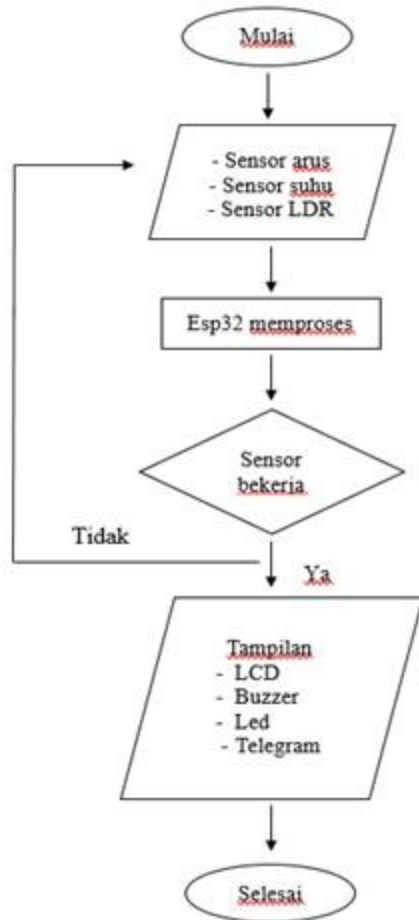 Mulai
- Sensor arus
- Sensor suhu
- Sensor LDR
Esp32 memproses
Sensor
bekerja
Tidak
Ya
Tampilan
- LCD
- Buzzer
- Led
- Telegram
Selesai